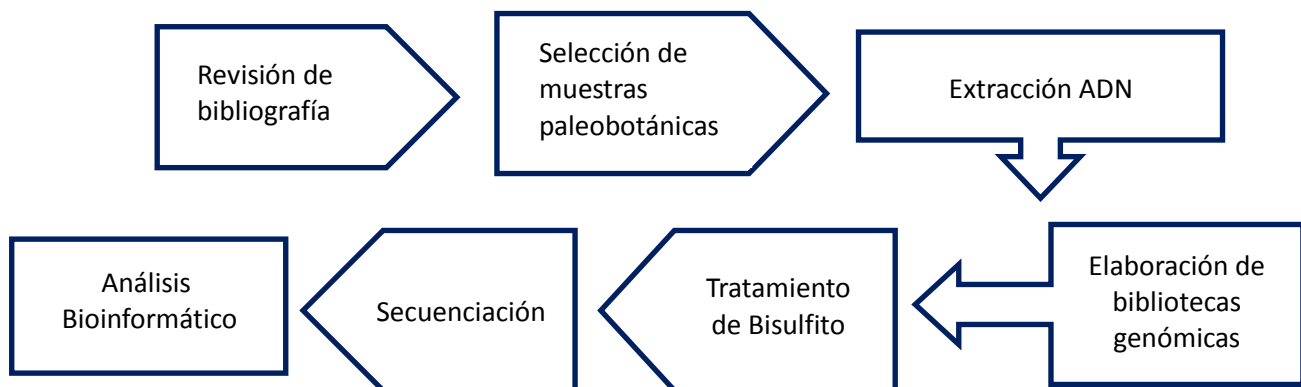 Revisión de
bibliografía
Selección de
muestras
paleobotánicas
Extracción ADN
Elaboración de
bibliotecas
genómicas
Tratamiento
de Bisulfito
Secuenciación
Análisis
Bioinformático